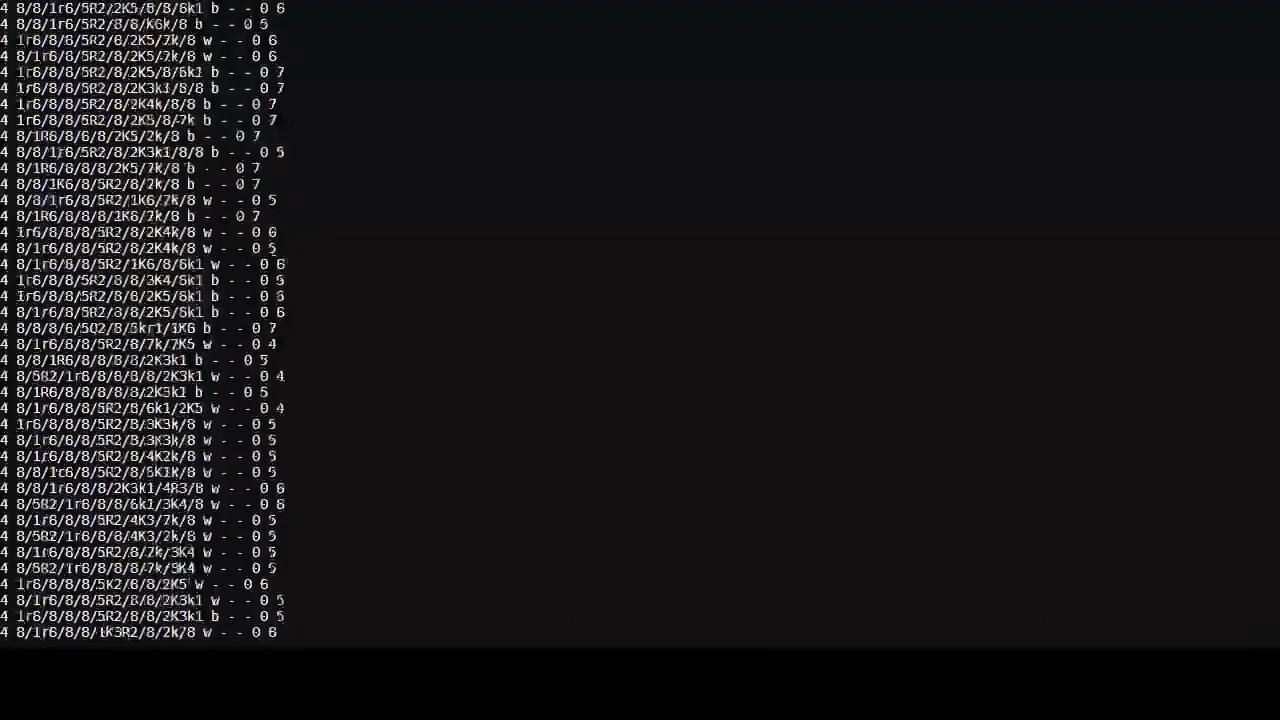 4 8/8/1r6/5R2/2K5/8/8/6k1 b - - 0 6
4 8/8/1r6/5R2/8/8/K6k/8 b - - 0 5
4 1r6/8/8/5R2/8/2K5/7k/8 w - - 0 6
4 8/1r6/8/5R2/8/2K5/7k/8 w - - 0 6
4 1r6/8/8/5R2/2K5/8/6k1 b - - 0 7
4 1r6/8/8/5R2/8/2K3k1/8/8 b - - 0 7
4 1r6/8/8/5R2/8/2K4k/8/8 b - - 0 7
4 1r6/8/8/5R2/8/2K5/8/7k b - - 0 7
4 8/1R6/8/8/8/2K5/2k/8 b - - 0 7
4 8/8/1r6/5R2/8/2K3k1/8/8 b - - 0 5
4 8/1R6/8/8/8/2K5/7k/8 b - - 0 7
4 8/8/1K6/8/5R2/8/7k/8 b - - 0 7
4 8/8/1r6/8/5R2/1k6/7k/8 w - - 0 5
4 8/1R6/8/8/8/2K6/7k/8 b - - 0 7
4 1r6/8/8/5R2/8/2K4k/8 w - - 0 6
4 8/1r6/8/8/5R2/8/2K4k/8 w - - 0 5
4 8/1r6/8/8/5R2/1K6/8/6k1 w - - 0 6
4 1r6/8/8/5R2/8/8/3K4/6k1 b - - 0 5
4 1r6/8/8/5R2/8/8/2K5/6k1 b - - 0 6
4 8/1r6/8/5R2/8/8/2K5/6k1 b - - 0 6
4 8/8/8/6/5Q2/8/5kr1/1K6 b - - 0 7
4 8/1r6/8/8/5R2/8/7k/7K5 w - - 0 4
4 8/8/1R6/8/8/8/2K3k1 b - - 0 5
4 8/5R2/1r6/8/8/8/8/2K3k1 w - - 0 4
4 8/1R6/8/8/8/8/2K3k1 b - - 0 5
4 8/1r6/8/8/5R2/8/6k1/2K5 w - - 0 4
4 1r6/8/8/5R2/8/3K3k/8 w - - 0 5
4 8/1r6/8/8/5R2/3K3k/8 w - - 0 5
4 8/1r6/8/8/5R2/8/4K2k/8 w - - 0 5
4 8/8/1r6/8/5R2/8/5K1k/8 w - - 0 5
4 8/8/1r6/8/8/2K3K1/4R3/8 w - - 0 6
4 8/5R2/1r6/8/8/6k1/3K4/8 w - - 0 6
4 8/1r6/8/8/5R2/4K3/7k/8 w - - 0 5
4 8/5R2/1r6/8/8/4K3/2k/8 w - - 0 5
4 8/1r6/8/8/5R2/8/7k/3K4 w - - 0 5
4 8/5R2/1r6/8/8/8/7k/3K4 w - - 0 5
4 1r6/8/8/5K2/6/8/2K5 w - - 0 6
4 8/1r6/8/8/5R2/8/8/2K3k1 w - - 0 5
4 1r6/8/8/8/5R2/8/8/2K3k1 b - - 0 5
4 8/1r6/8/8/1K3R2/8/2k/8 w - - 0 6